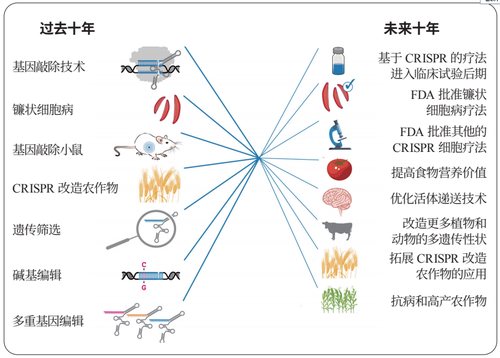 过去十年
基因敲除技术
镰状细胞病
基因敲除小鼠
CRISPR 改造农作物
遗传筛选
碱基编辑
C
G
多重基因编辑
未来十年
基于 CRISPR 的疗法
进入临床试验后期
FDA 批准镰状
细胞病疗法
FDA 批准其他的
CRISPR 细胞疗法
提高食物营养价值
优化活体递送技术
改造更多植物和
动物的多遗传性状
拓展 CRISPR 改造
农作物的应用
抗病和高产农作物